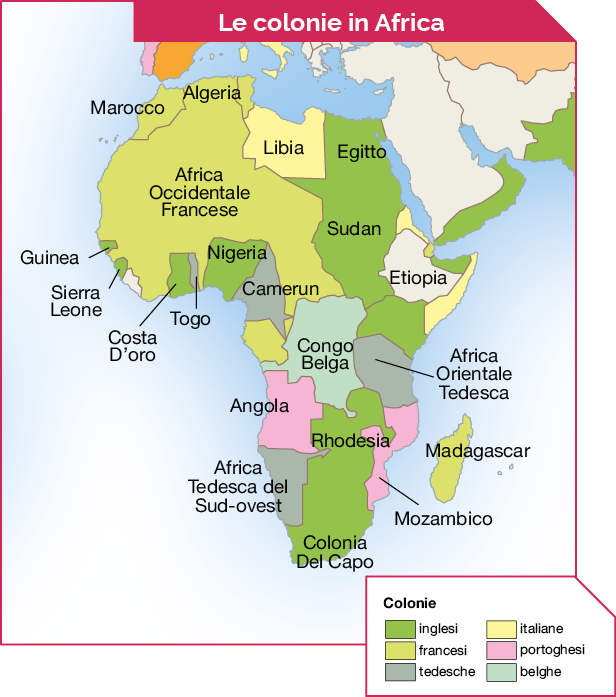 Le colonie in Africa
Algeria
Marocco
Libia
Egitto
Africa
Occidentale
Francese
Sudan
Guinea
Nigeria
Etiopia
Sierra
Leone
Camerun
Togo
Costa
D'oro
Congo
Belga
Africa
Orientale
Tedesca
Angola
Rhodesia
Madagascar
Africa
Tedesca del
Sud-ovest
Mozambico
Colonia
Del Capo
Colonie
inglesi
francesi
tedesche
italiane
portoghesi
belghe